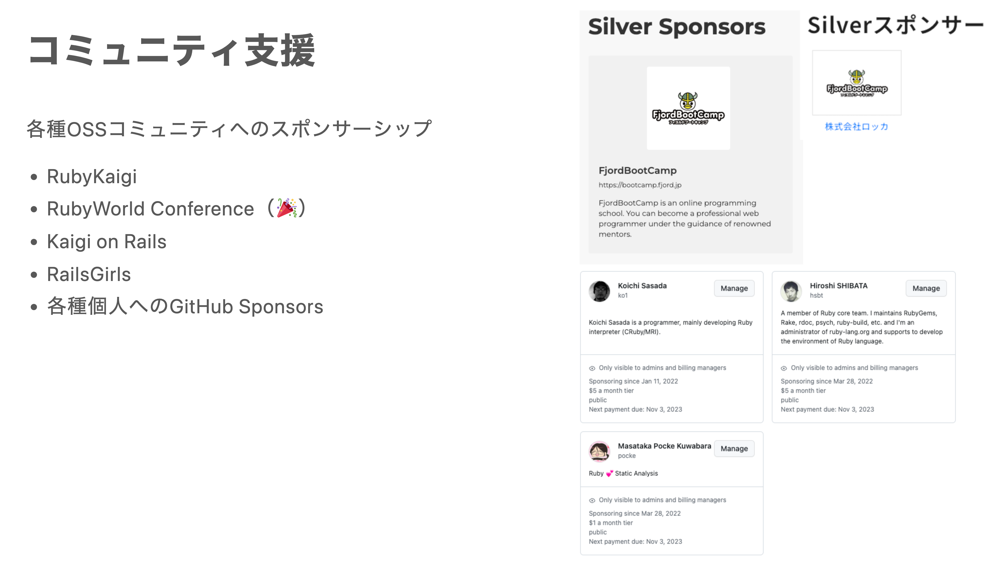 コミュニティ支援
各種OSSコミュニティへのスポンサーシップ
• RubyKaigi
• RubyWorld Conference（🎉）
• Kaigi on Rails
• RailsGirls
• 各種個人へのGitHub Sponsors
Silver Sponsors
FjordBootCamp
フィヨルドブートキャンプ
FjordBootCamp
https://bootcamp.fjord.jp
FjordBootCamp is an online programming
school. You can become a professional web
programmer under the guidance of renowned
mentors.
Silverスポンサー
FjordBootCamp
フィヨルドブートキャンプ
株式会社ロッカ
Koichi Sasada
ko1
Manage
Koichi Sasada is a programmer, mainly developing Ruby
interpreter (CRuby/MRI).
Only visible to admins and billing managers
Sponsoring since Jan 11, 2022
$5 a month tier
public
Next payment due: Nov 3, 2023
Hiroshi SHIBATA
hsbt
Manage
A member of Ruby core team. I maintains RubyGems,
Rake, rdoc, psych, ruby-build, etc. and I'm an
administrator of ruby-lang.org and supports to develop
the environment of Ruby language.
Only visible to admins and billing managers
Sponsoring since Mar 28, 2022
$5 a month tier
public
Next payment due: Nov 3, 2023
Masataka Pocke Kuwabara
pocke
Manage
Ruby 💕 Static Analysis
Only visible to admins and billing managers
Sponsoring since Mar 28, 2022
$1 a month tier
public
Next payment due: Nov 3, 2023